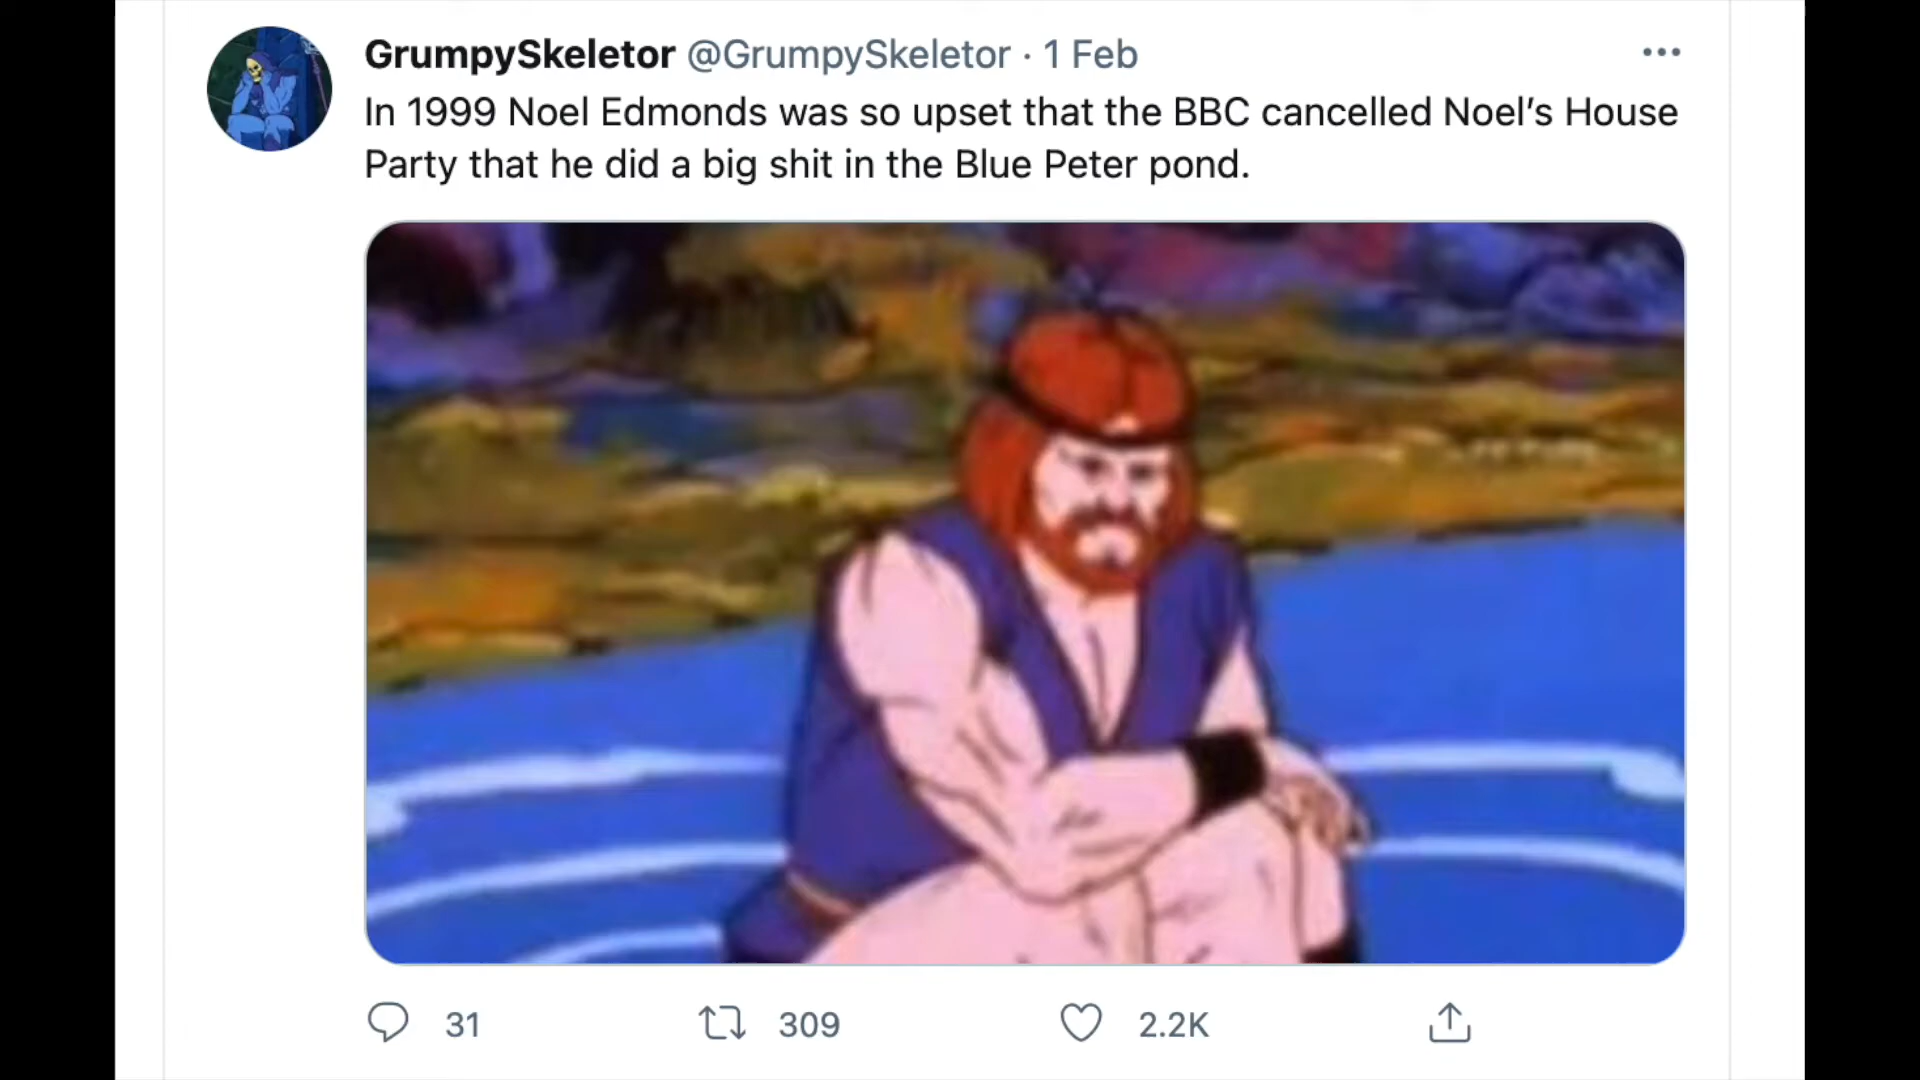 GrumpySkeletor @GrumpySkeletor · 1 Feb
In 1999 Noel Edmonds was so upset that the BBC cancelled Noel’s House
Party that he did a big shit in the Blue Peter pond.
31 309 2.2K